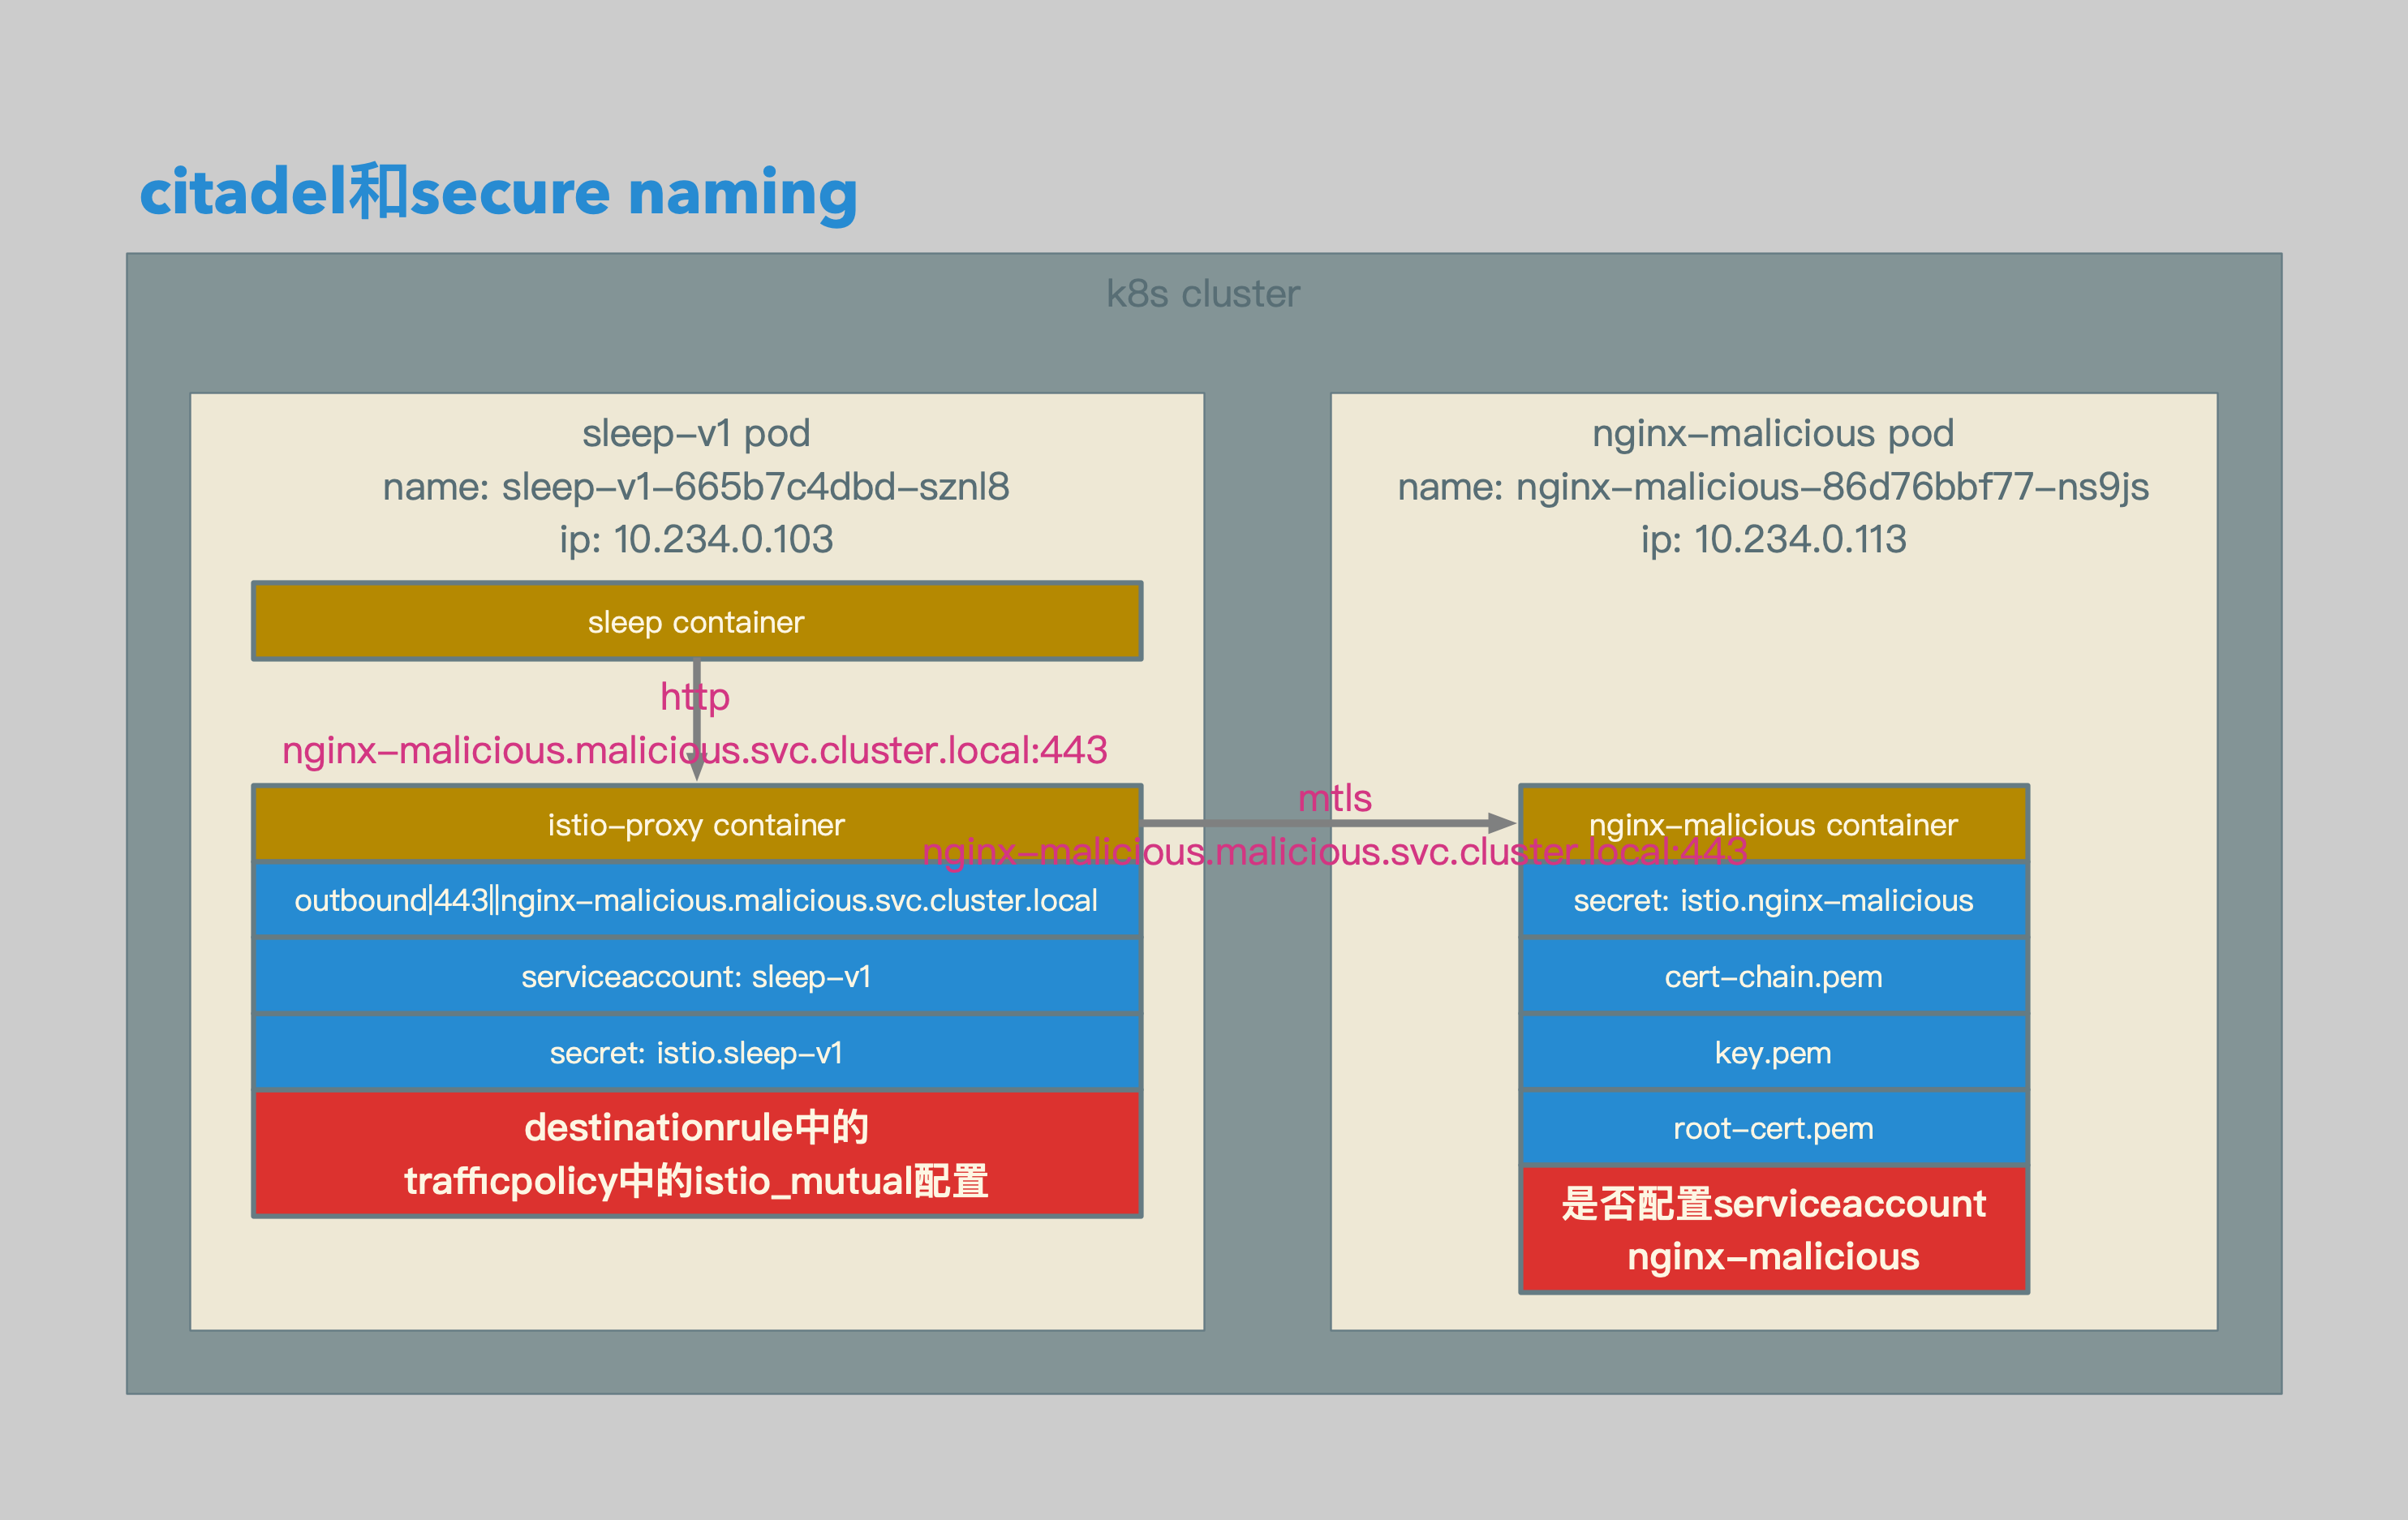 citadel和secure naming
k8s cluster
sleep-v1 pod
name: sleep-v1-665b7c4dbd-sznl8
ip: 10.234.0.103
sleep container
http
nginx-malicious.malicious.svc.cluster.local:443
istio-proxy container
outbound|443||nginx-malicious.malicious.svc.cluster.local
serviceaccount: sleep-v1
secret: istio.sleep-v1
destinationrule中的
trafficpolicy中的istio_mutual配置
mtls
nginx-malicious.malicious.svc.cluster.local:443
nginx-malicious pod
name: nginx-malicious-86d76bbf77-ns9js
ip: 10.234.0.113
nginx-malicious container
secret: istio.nginx-malicious
cert-chain.pem
key.pem
root-cert.pem
是否配置serviceaccount
nginx-malicious